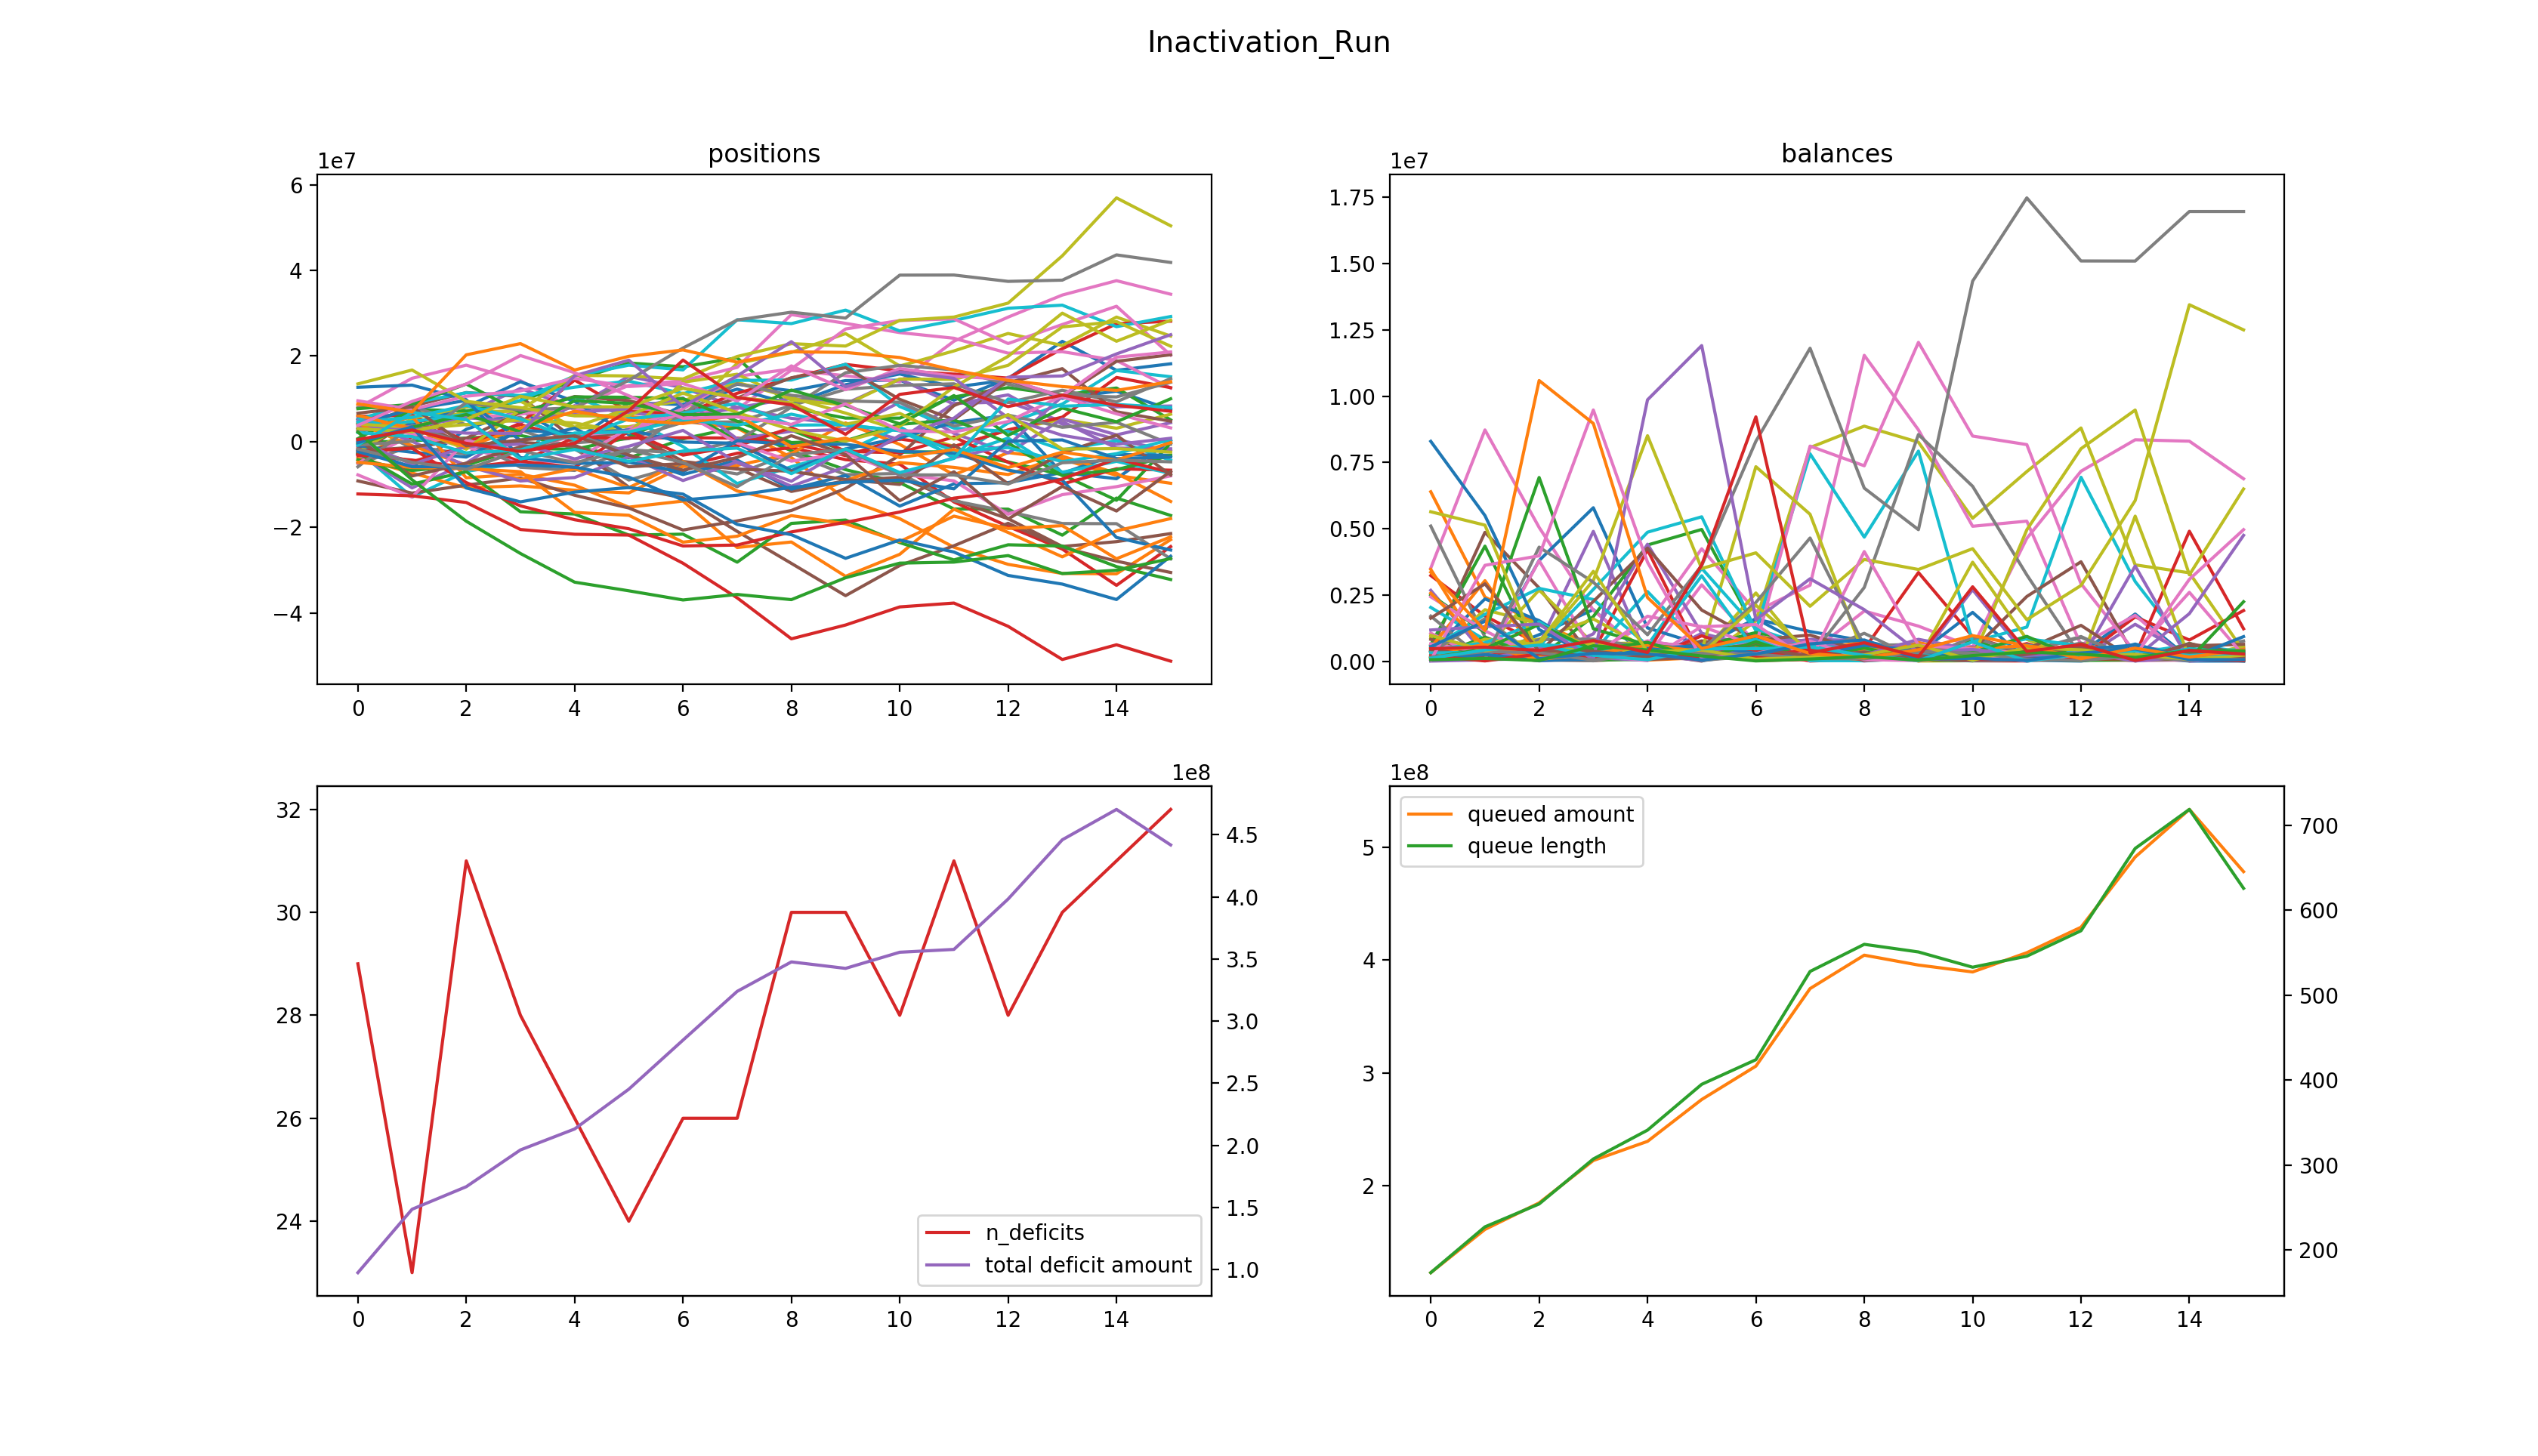 Inactivation_Run
positions
1e7
6
4
2
0
−2
−4
0 2 4 6 8 10 12 14
balances
1e7
1.75
1.50
1.25
1.00
0.75
0.50
0.25
0.00
0 2 4 6 8 10 12 14
1e8
32
30
28
26
24
4.5
4.0
3.5
3.0
2.5
2.0
1.5
1.0
n_deficits
total deficit amount
0 2 4 6 8 10 12 14
1e8
queued amount
queue length
5
4
3
2
700
600
500
400
300
200
0 2 4 6 8 10 12 14